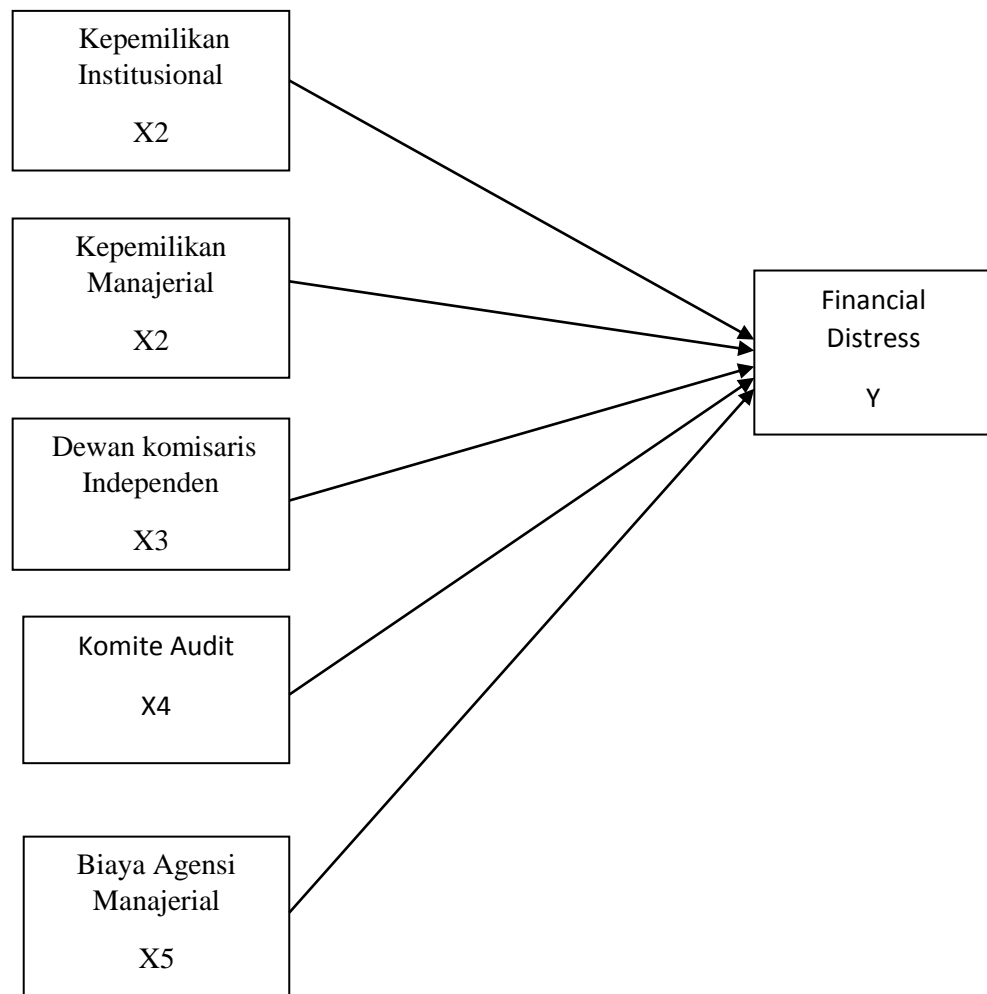 Kepemilikan
Institusional
X2
Kepemilikan
Manajerial
X2
Dewan komisaris
Independen
X3
Komite Audit
X4
Biaya Agensi
Manajerial
X5
Financial
Distress
Y